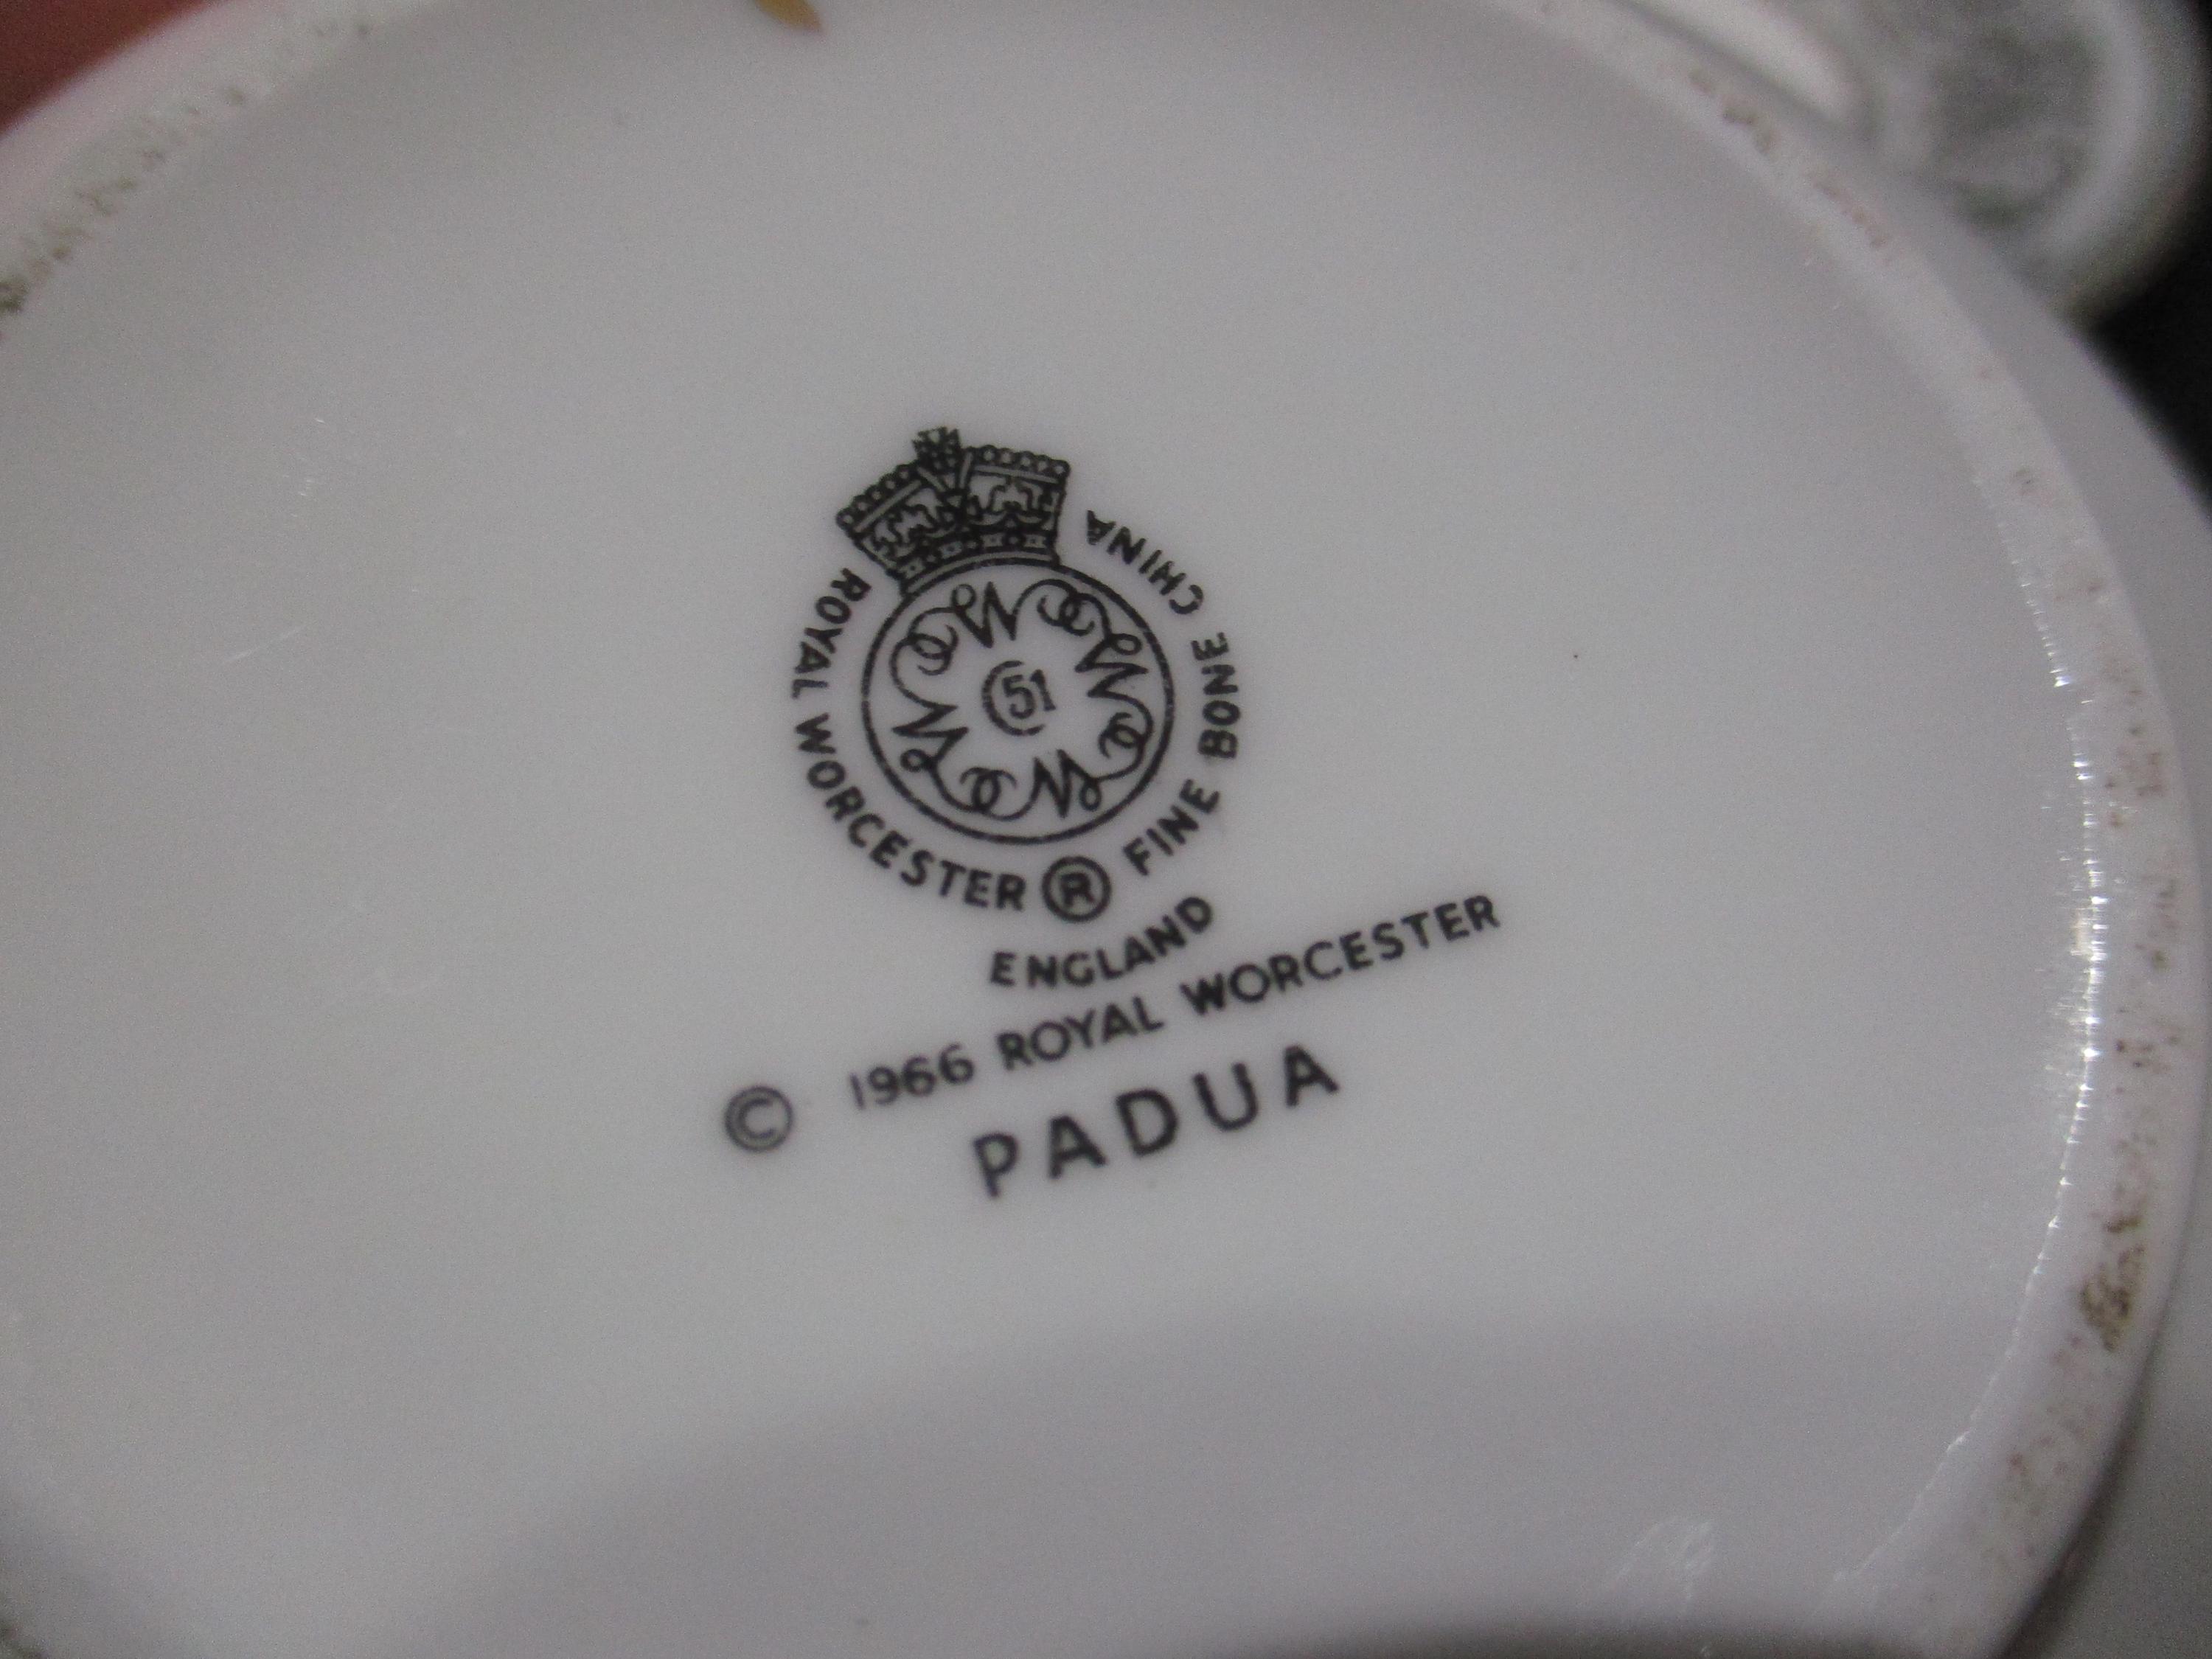 ROYAL WORCESTER ® FINE BONE CHINA
51
ENGLAND
© 1966 ROYAL WORCESTER
PADUA